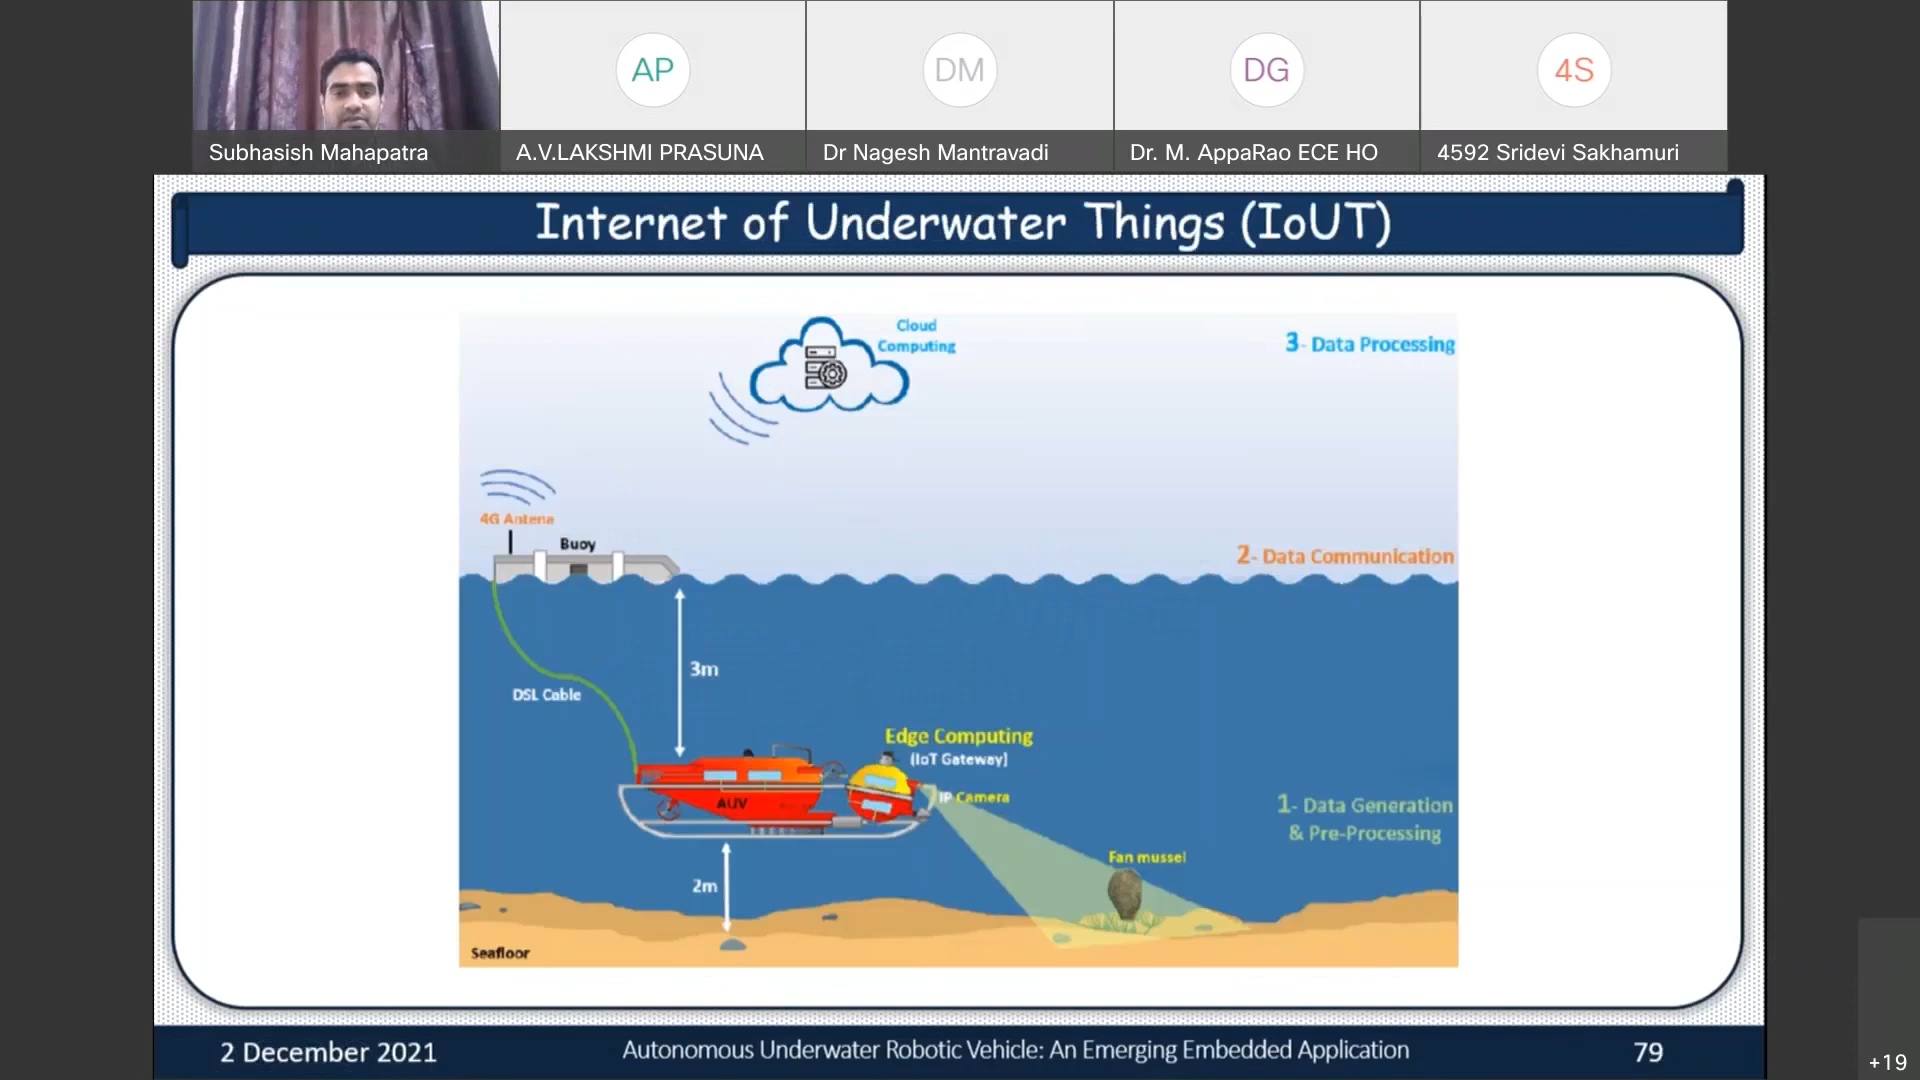 AP
DM
DG
4S
Subhasish Mahapatra
A.V.LAKSHMI PRASUNA
Dr Nagesh Mantravadi
Dr. M. AppaRao ECE HO
4592 Sridevi Sakhamuri
Internet of Underwater Things (IoUT)
Cloud
Computing
3- Data Processing
4G Antena
Buoy
2- Data Communication
3m
DSL Cable
Edge Computing
(IoT Gateway)
AUV
IP Camera
1- Data Generation
& Pre-Processing
Fan mussel
2m
Seafloor
2 December 2021
Autonomous Underwater Robotic Vehicle: An Emerging Embedded Application
79
+19